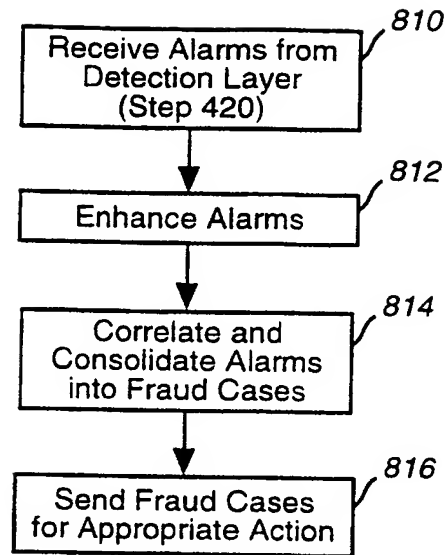 810
Receive Alarms from
Detection Layer
(Step 420)
812
Enhance Alarms
814
Correlate and
Consolidate Alarms
into Fraud Cases
816
Send Fraud Cases
for Appropriate Action